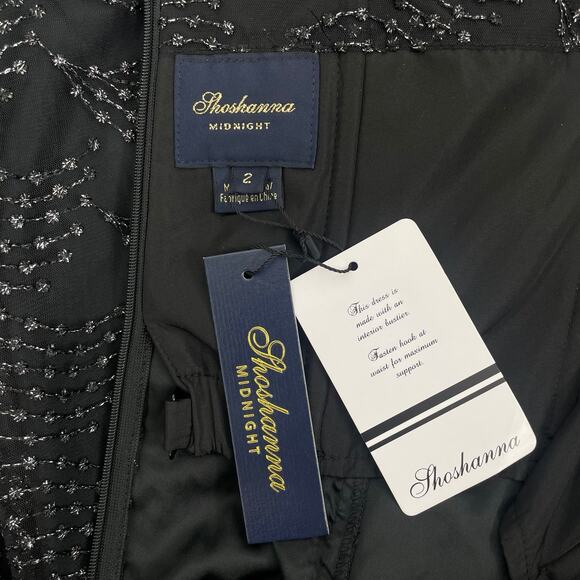 Shoshanna
MIDNIGHT
2
Fabriqué en Chine
Shoshanna
MIDNIGHT
This dress is
made with an
interior bustier.
Fasten hook at
waist for maximum
support.
Shoshanna